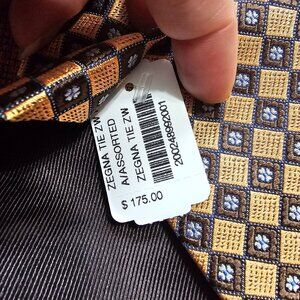 ZEGNA TIE ZW
A/ASSORTED
ZEGNA TIE ZW
200248992001
$ 175.00